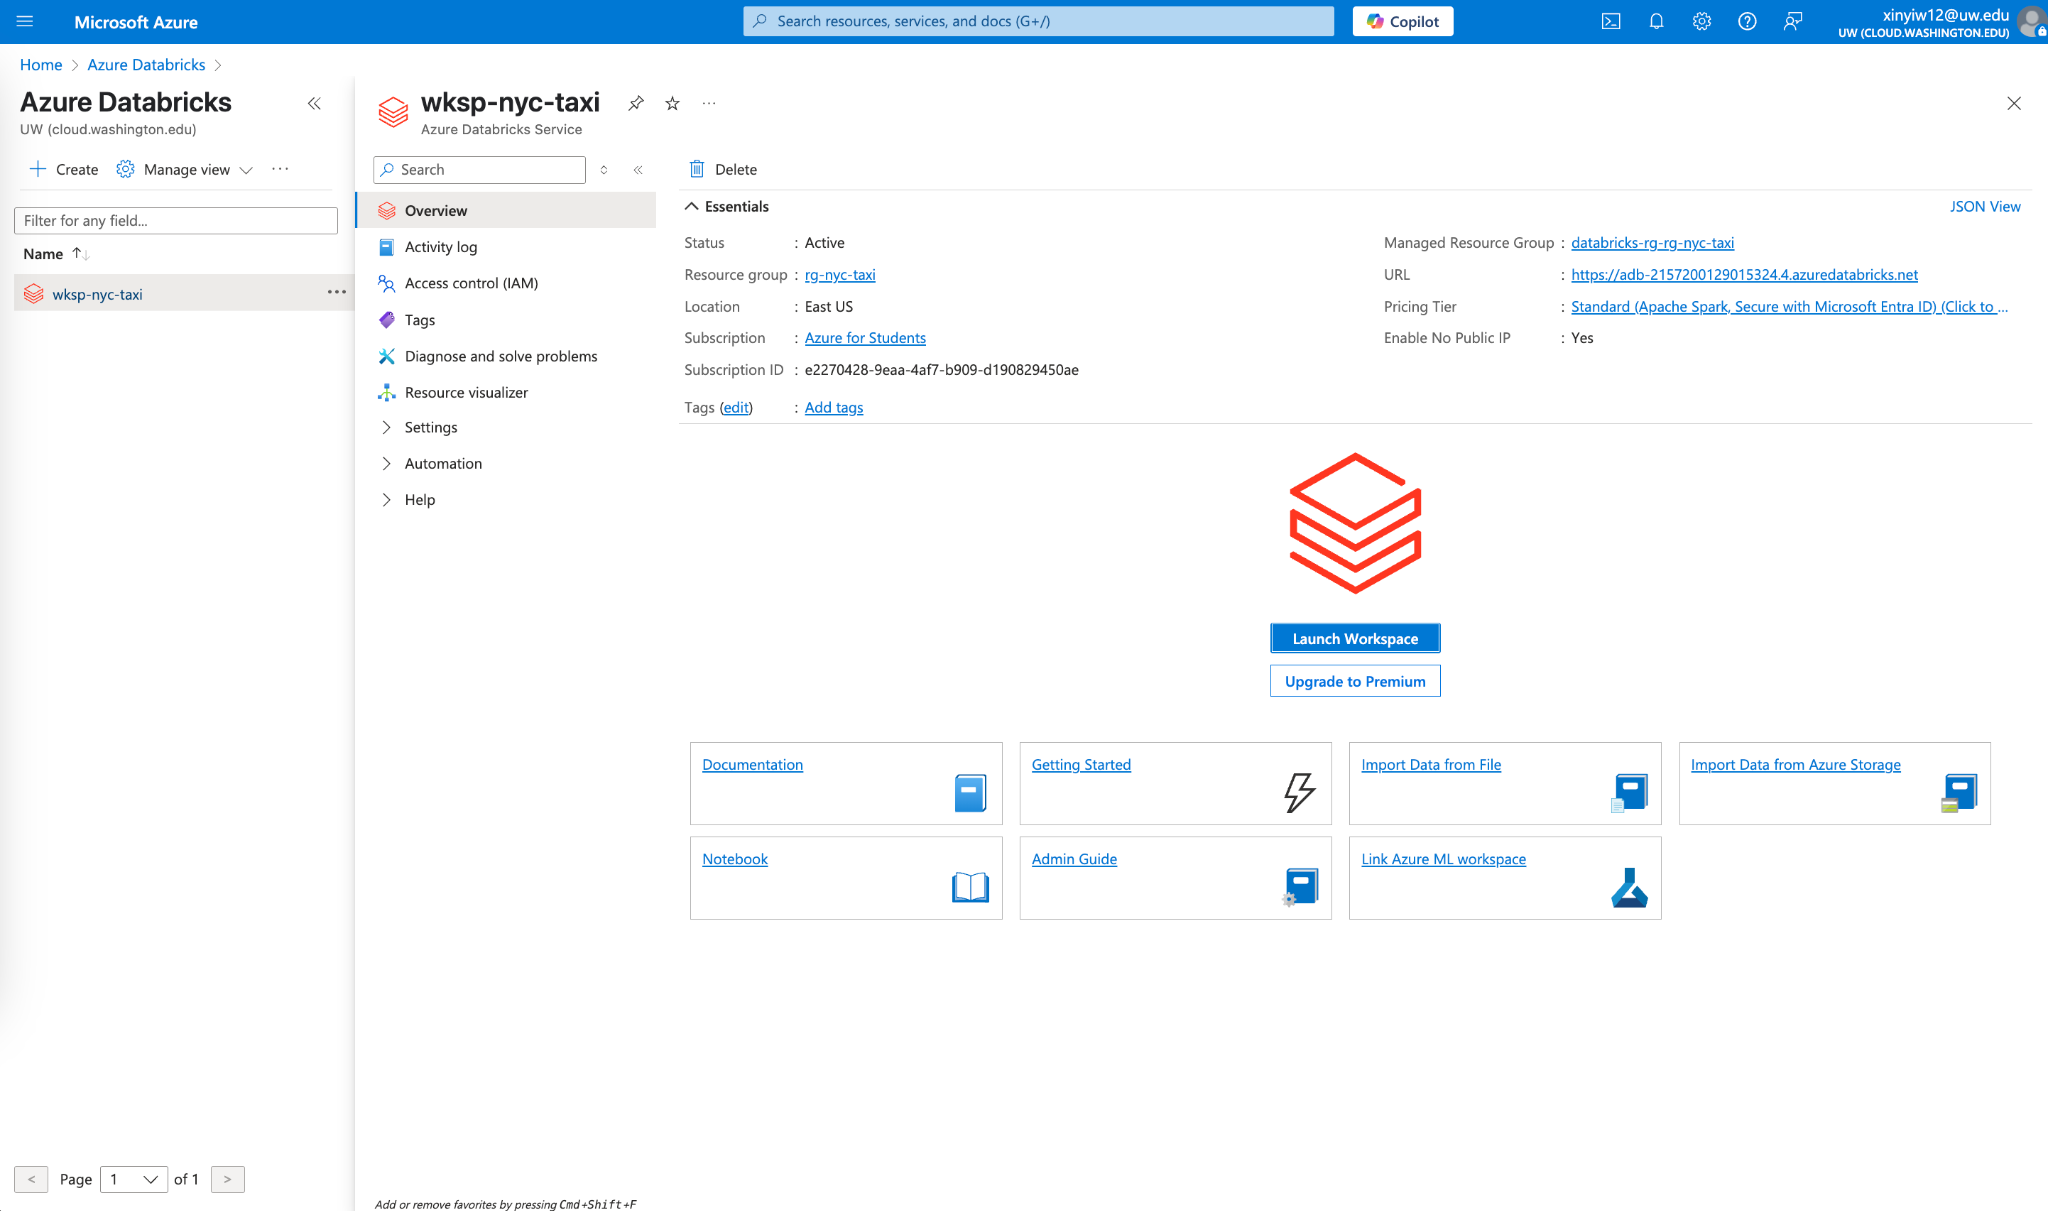 Microsoft Azure
Search resources, services, and docs (G+/)
Copilot
xinyiw12@uw.edu
UW (CLOUD.WASHINGTON.EDU)
Home > Azure Databricks >
Azure Databricks
UW (cloud.washington.edu)
Create
Manage view
Filter for any field...
Name
wksp-nyc-taxi
Page 1 of 1
wksp-nyc-taxi
Azure Databricks Service
Search
Overview
Activity log
Access control (IAM)
Tags
Diagnose and solve problems
Resource visualizer
Settings
Automation
Help
Add or remove favorites by pressing Cmd+Shift+F
Delete
Essentials
JSON View
Status : Active
Resource group : rg-nyc-taxi
Location : East US
Subscription : Azure for Students
Subscription ID : e2270428-9eaa-4af7-b909-d190829450ae
Tags (edit) : Add tags
Managed Resource Group : databricks-rg-rg-nyc-taxi
URL : https://adb-2157200129015324.4.azuredatabricks.net
Pricing Tier : Standard (Apache Spark, Secure with Microsoft Entra ID) (Click to ...
Enable No Public IP : Yes
Launch Workspace
Upgrade to Premium
Documentation
Getting Started
Import Data from File
Import Data from Azure Storage
Notebook
Admin Guide
Link Azure ML workspace